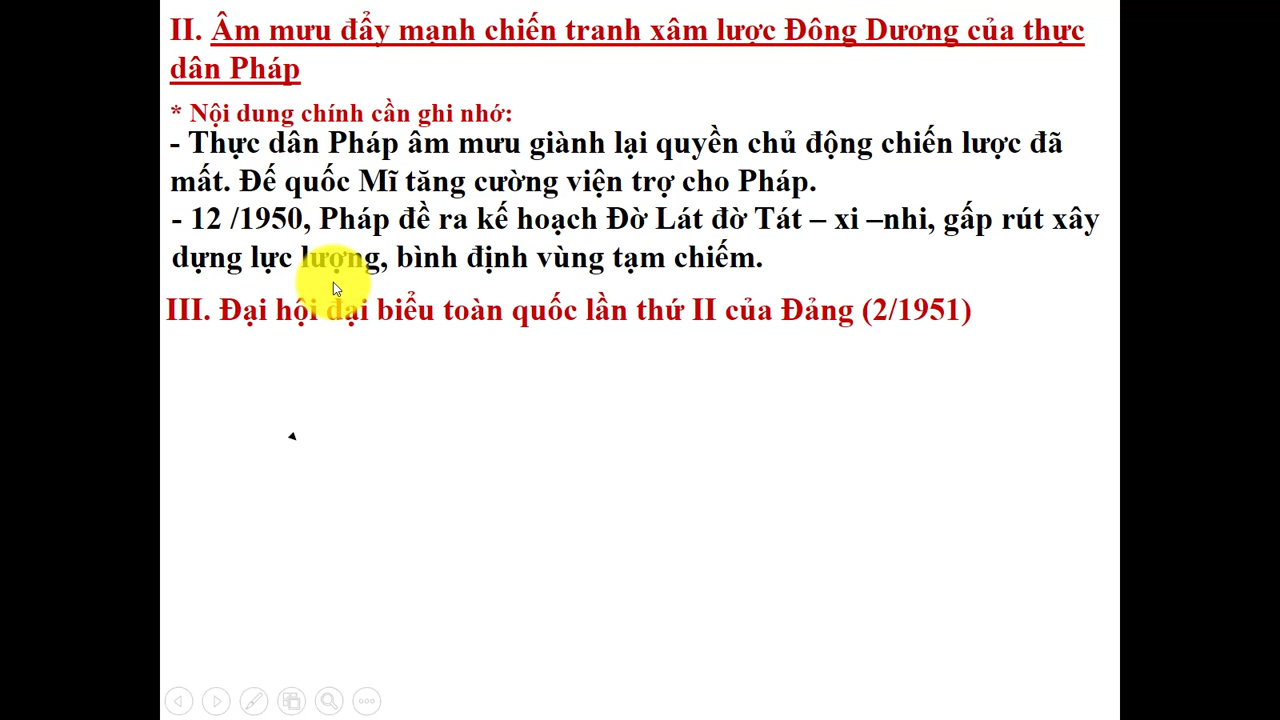 II. Âm mưu đẩy mạnh chiến tranh xâm lược Đông Dương của thực
dân Pháp
* Nội dung chính cần ghi nhớ:
- Thực dân Pháp âm mưu giành lại quyền chủ động chiến lược đã
mất. Đế quốc Mĩ tăng cường viện trợ cho Pháp.
- 12 /1950, Pháp đề ra kế hoạch Đờ Lát đờ Tát – xi –nhi, gấp rút xây
dựng lực lượng, bình định vùng tạm chiếm.
III. Đại hội đại biểu toàn quốc lần thứ II của Đảng (2/1951)